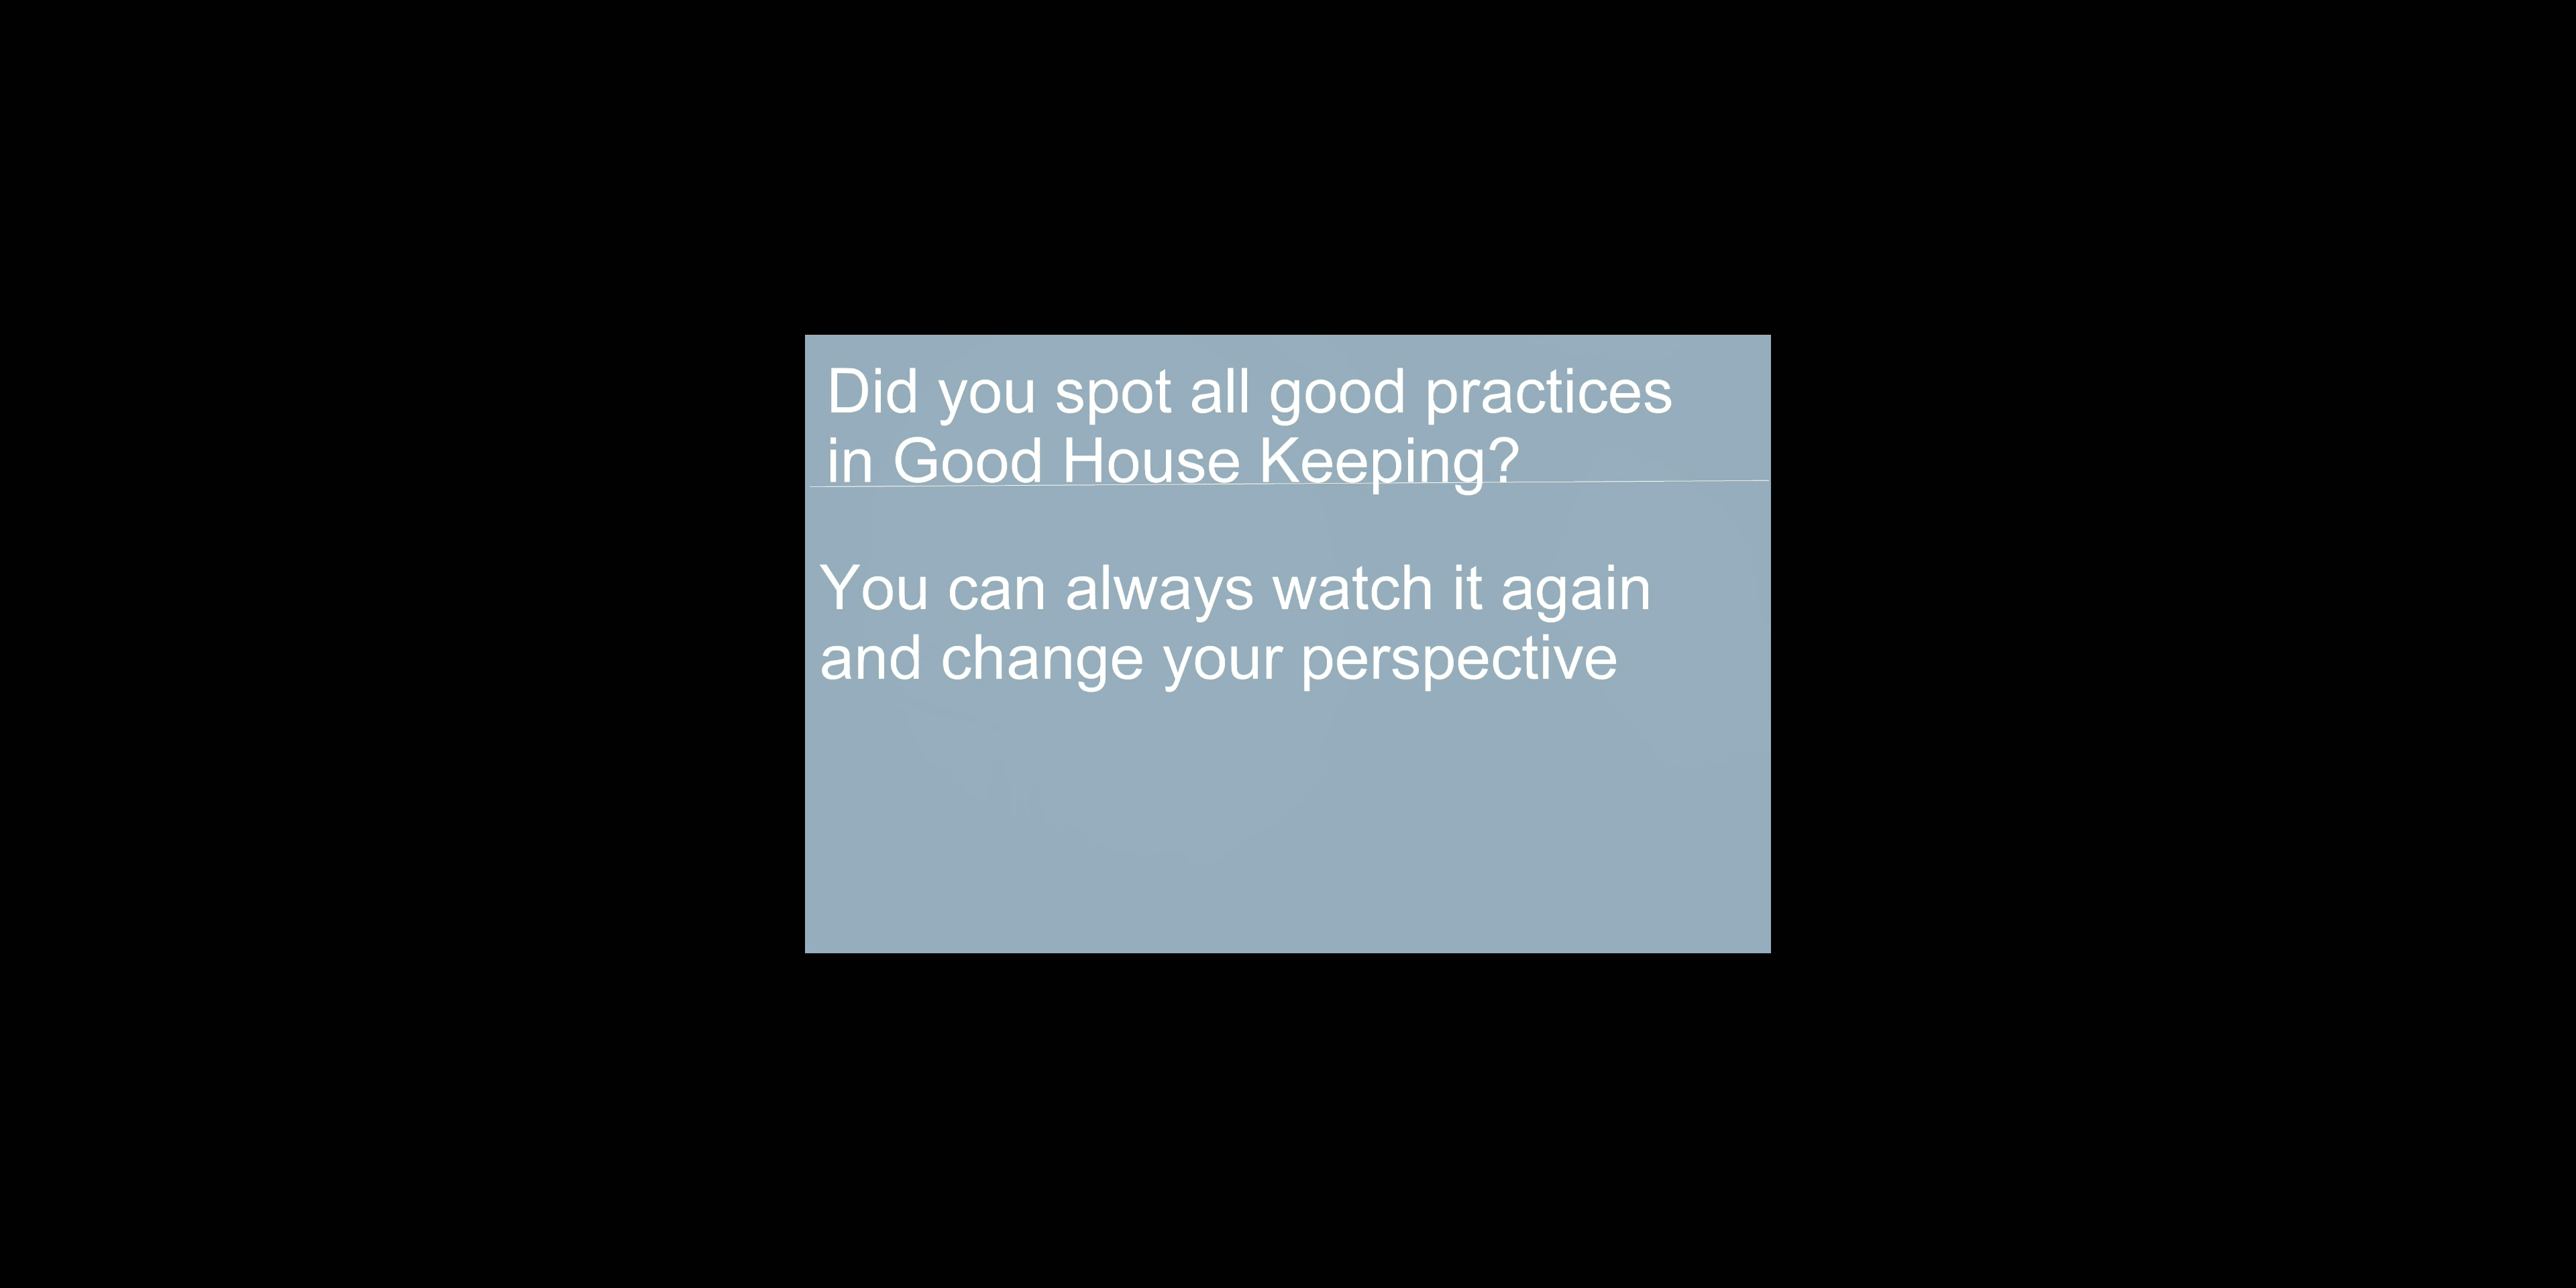 Did you spot all good practices
in Good House Keeping?
You can always watch it again
and change your perspective